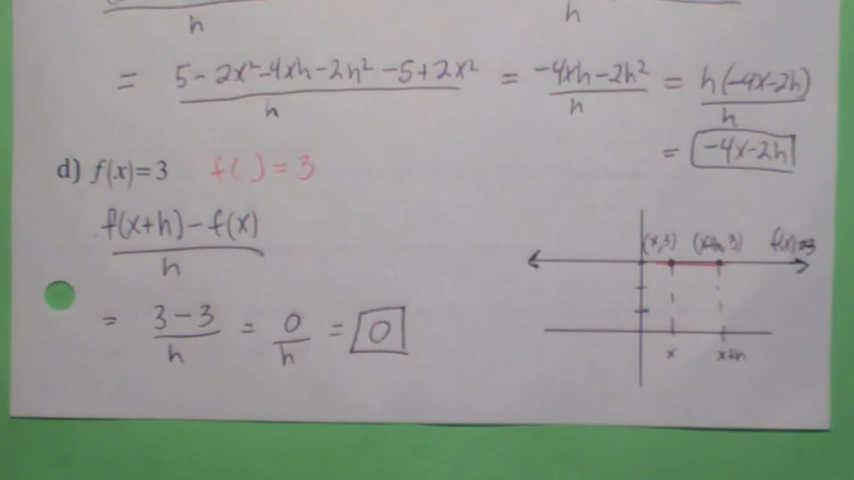 h
h
= 5 - 2x² - 4xh - 2h² - 5 + 2x² / h = -4xh - 2h² / h = h(-4x - 2h) / h
= -4x - 2h
d) f(x)=3 f( ) = 3
f(x+h) - f(x) / h
= 3 - 3 / h = 0 / h = 0
(x,3) (x+h, 3) f(x)=3
x x+h